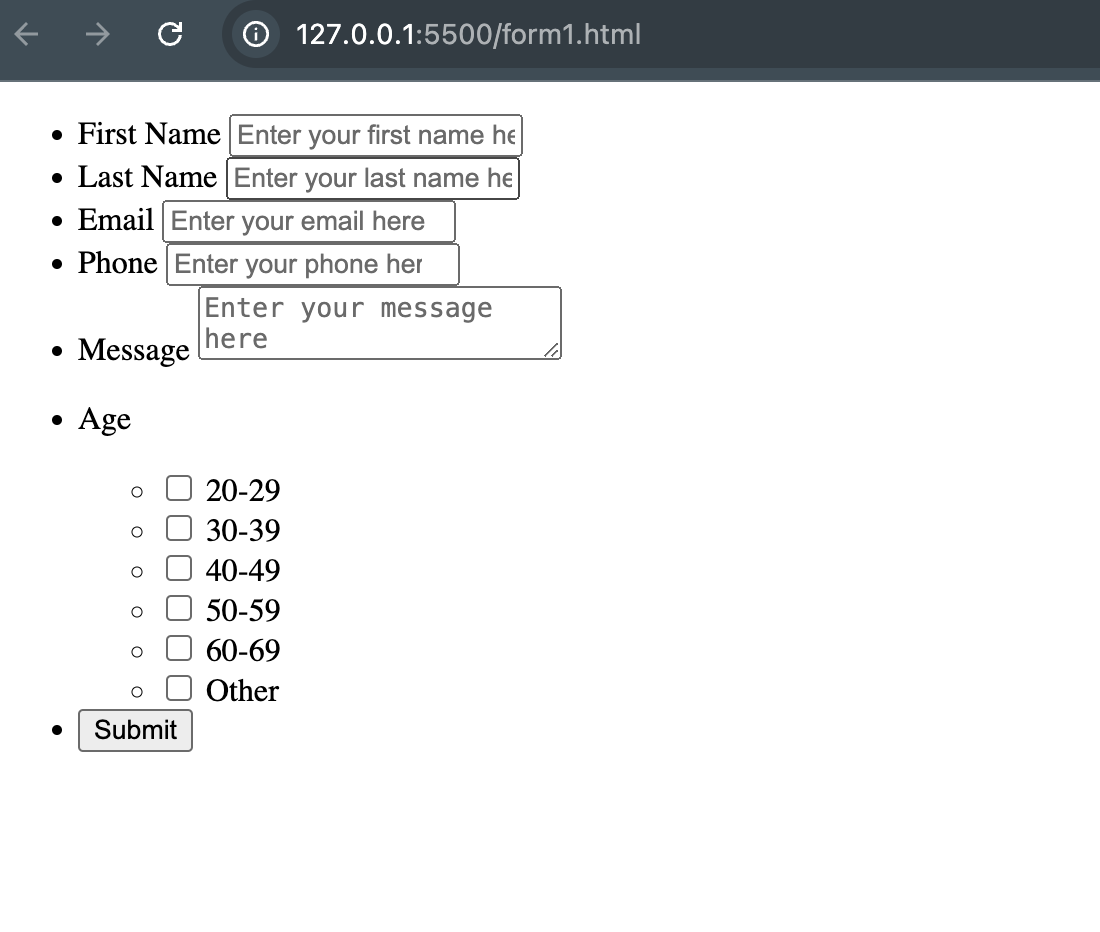 127.0.0.1:5500/form1.html
First Name Enter your first name he
Last Name Enter your last name he
Email Enter your email here
Phone Enter your phone her
Enter your message
Message here
Age
20-29
30-39
40-49
50-59
60-69
Other
Submit